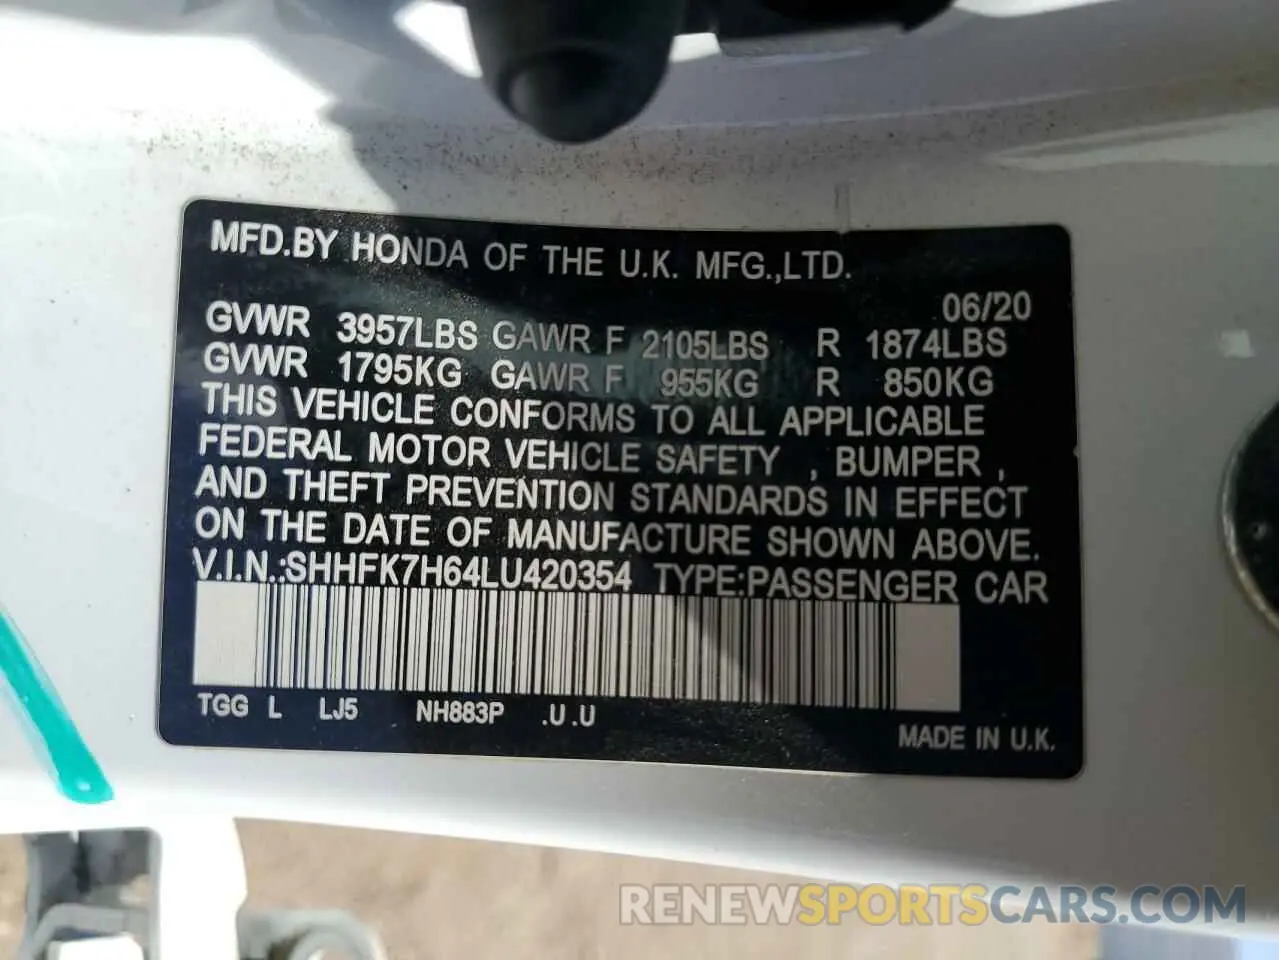 MFD.BY HONDA OF THE U.K. MFG.,LTD.
06/20
GVWR 3957LBS GAWR F 2105LBS R 1874LBS
GVWR 1795KG GAWR F 955KG R 850KG
THIS VEHICLE CONFORMS TO ALL APPLICABLE
FEDERAL MOTOR VEHICLE SAFETY , BUMPER ,
AND THEFT PREVENTION STANDARDS IN EFFECT
ON THE DATE OF MANUFACTURE SHOWN ABOVE.
V.I.N.:SHHFK7H64LU420354 TYPE:PASSENGER CAR
TGG L LJ5 NH883P .U .U
MADE IN U.K.
RENEWSPORTSCARS.COM